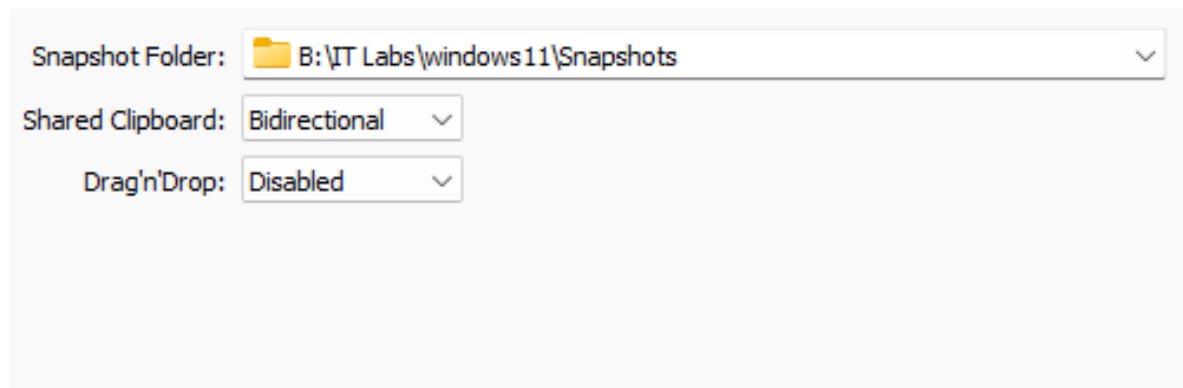 Snapshot Folder: B:\IT Labs\windows11\Snapshots
Shared Clipboard: Bidirectional
Drag'n'Drop: Disabled